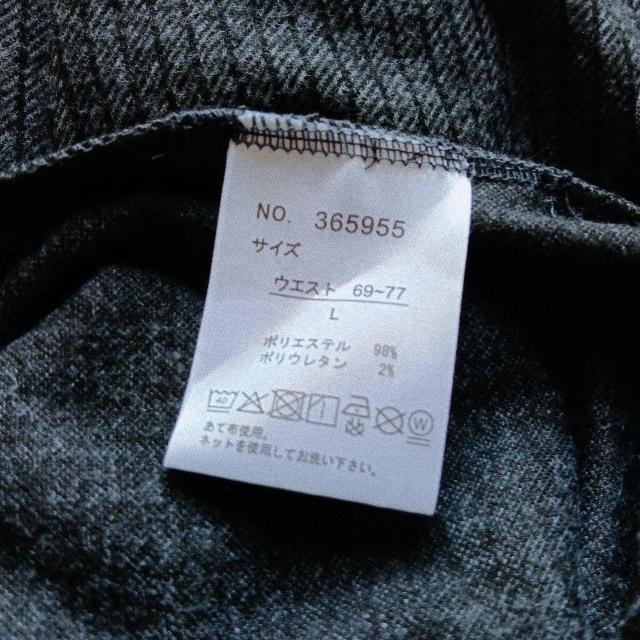 NO. 365955
サイズ
ウエスト 69-77
L
ポリエステル 98%
ポリウレタン 2%
あて布使用。
ネットを使用してお洗い下さい。